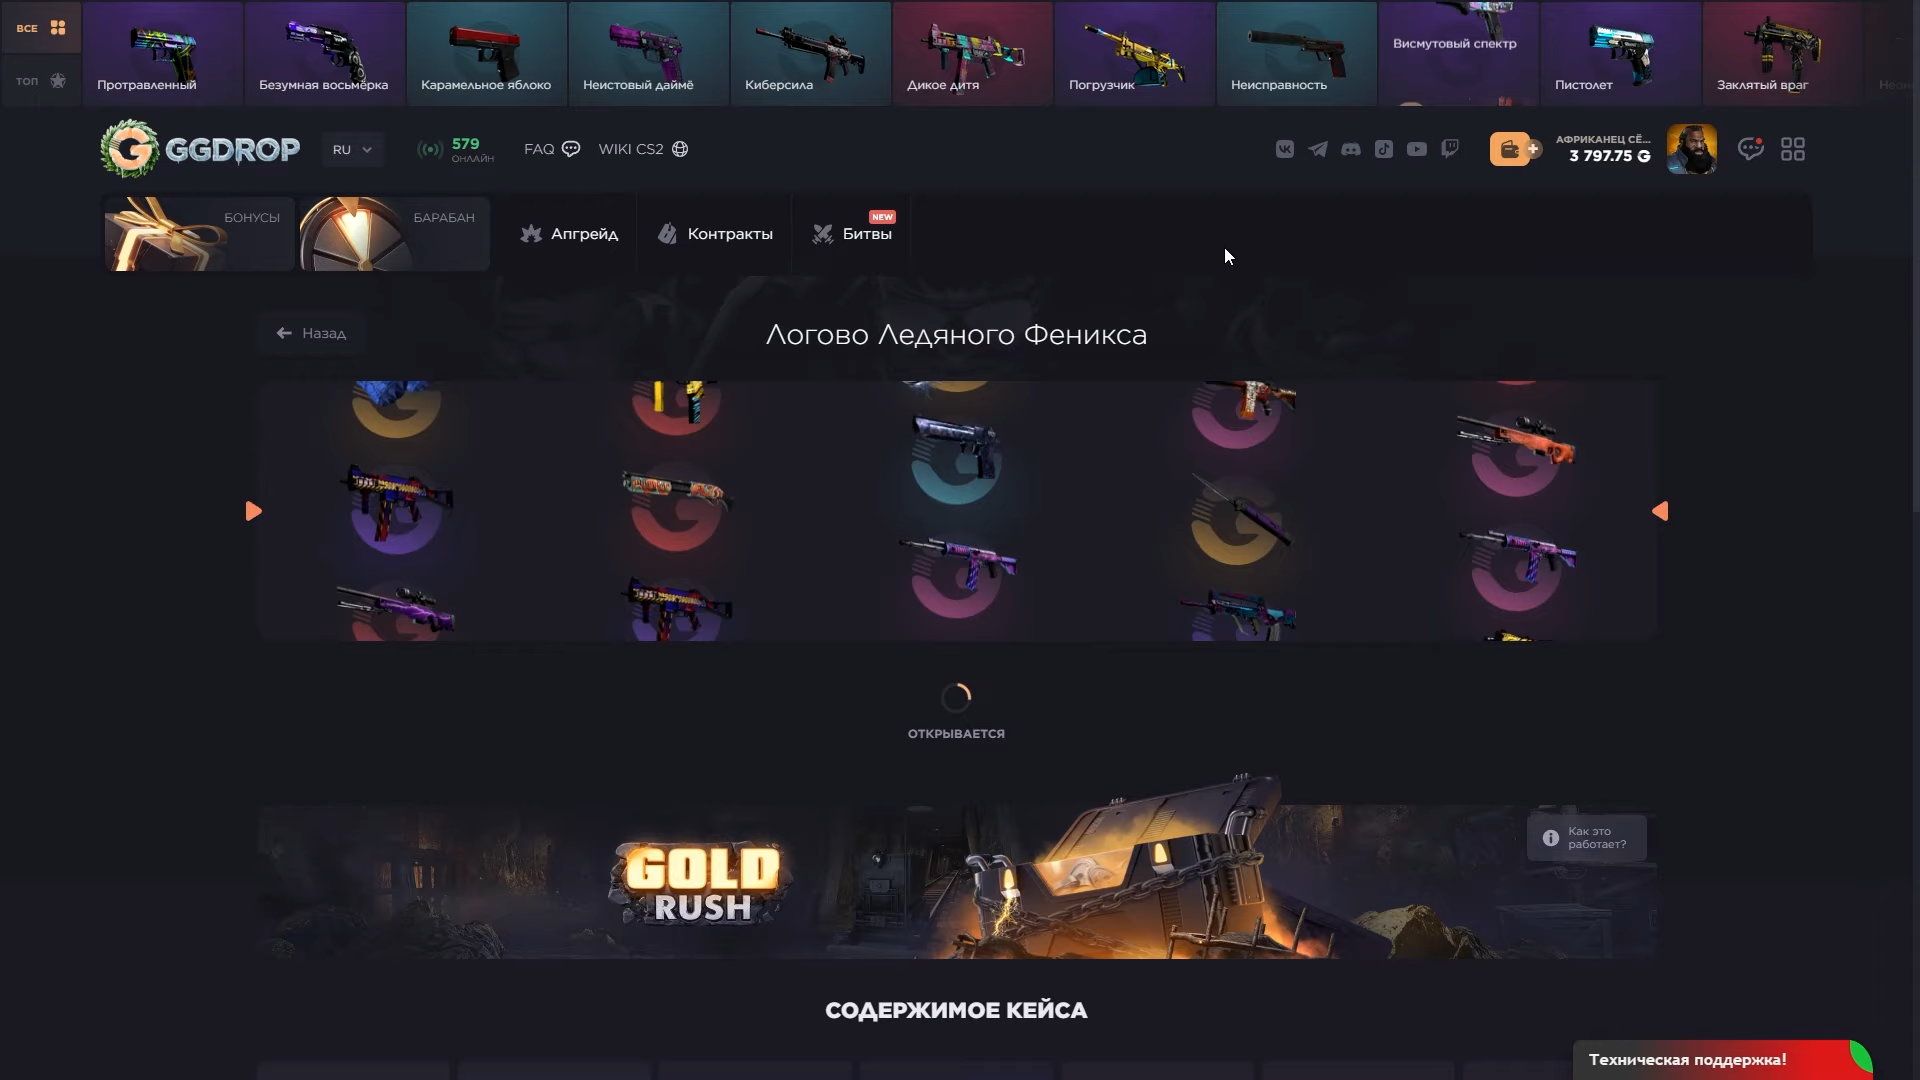 ВСЕ
ТОП
Протравленный
Безумная восьмёрка
Карамельное яблоко
Неистовый даймё
Киберсила
Дикое дитя
Погрузчик
Неисправность
Висмутовый спектр
Пистолет
Заклятый враг
GGDROP
RU
579
ОНЛАЙН
FAQ
WIKI CS2
АФРИКАНЕЦ СЁ...
3 797.75 G
БОНУСЫ
БАРАБАН
Апгрейд
Контракты
Битвы
NEW
Назад
Логово Ледяного Феникса
ОТКРЫВАЕТСЯ
GOLD
RUSH
Как это
работает?
СОДЕРЖИМОЕ КЕЙСА
Техническая поддержка!